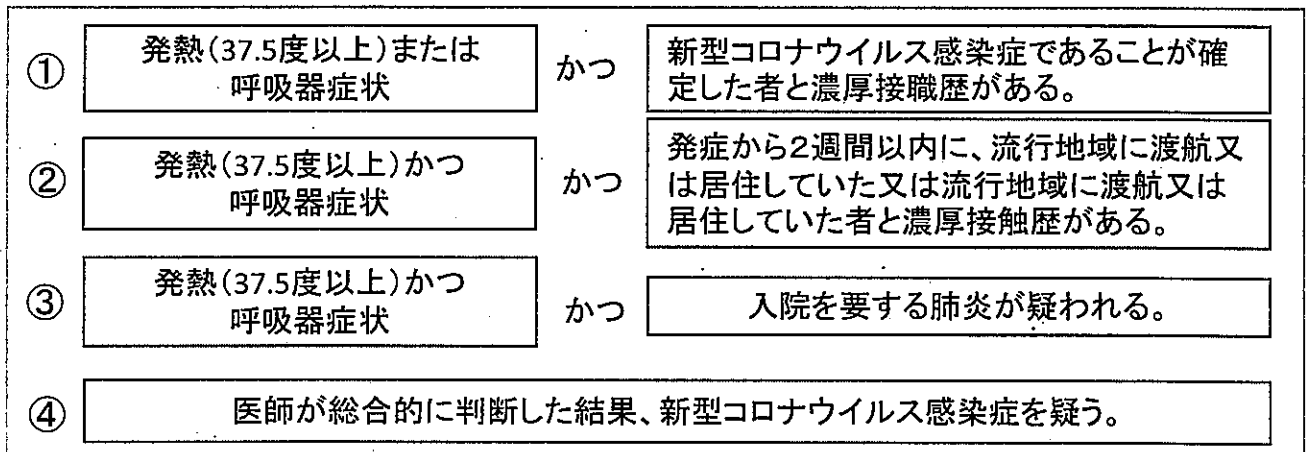 ①
発熱(37.5度以上)または
呼吸器症状
かつ
新型コロナウイルス感染症であることが確
定した者と濃厚接職歴がある。
②
発熱(37.5度以上)かつ
呼吸器症状
かつ
発症から2週間以内に、流行地域に渡航又
は居住していた又は流行地域に渡航又は
居住していた者と濃厚接触歴がある。
③
発熱(37.5度以上)かつ
呼吸器症状
かつ
入院を要する肺炎が疑われる。
④
医師が総合的に判断した結果、新型コロナウイルス感染症を疑う。